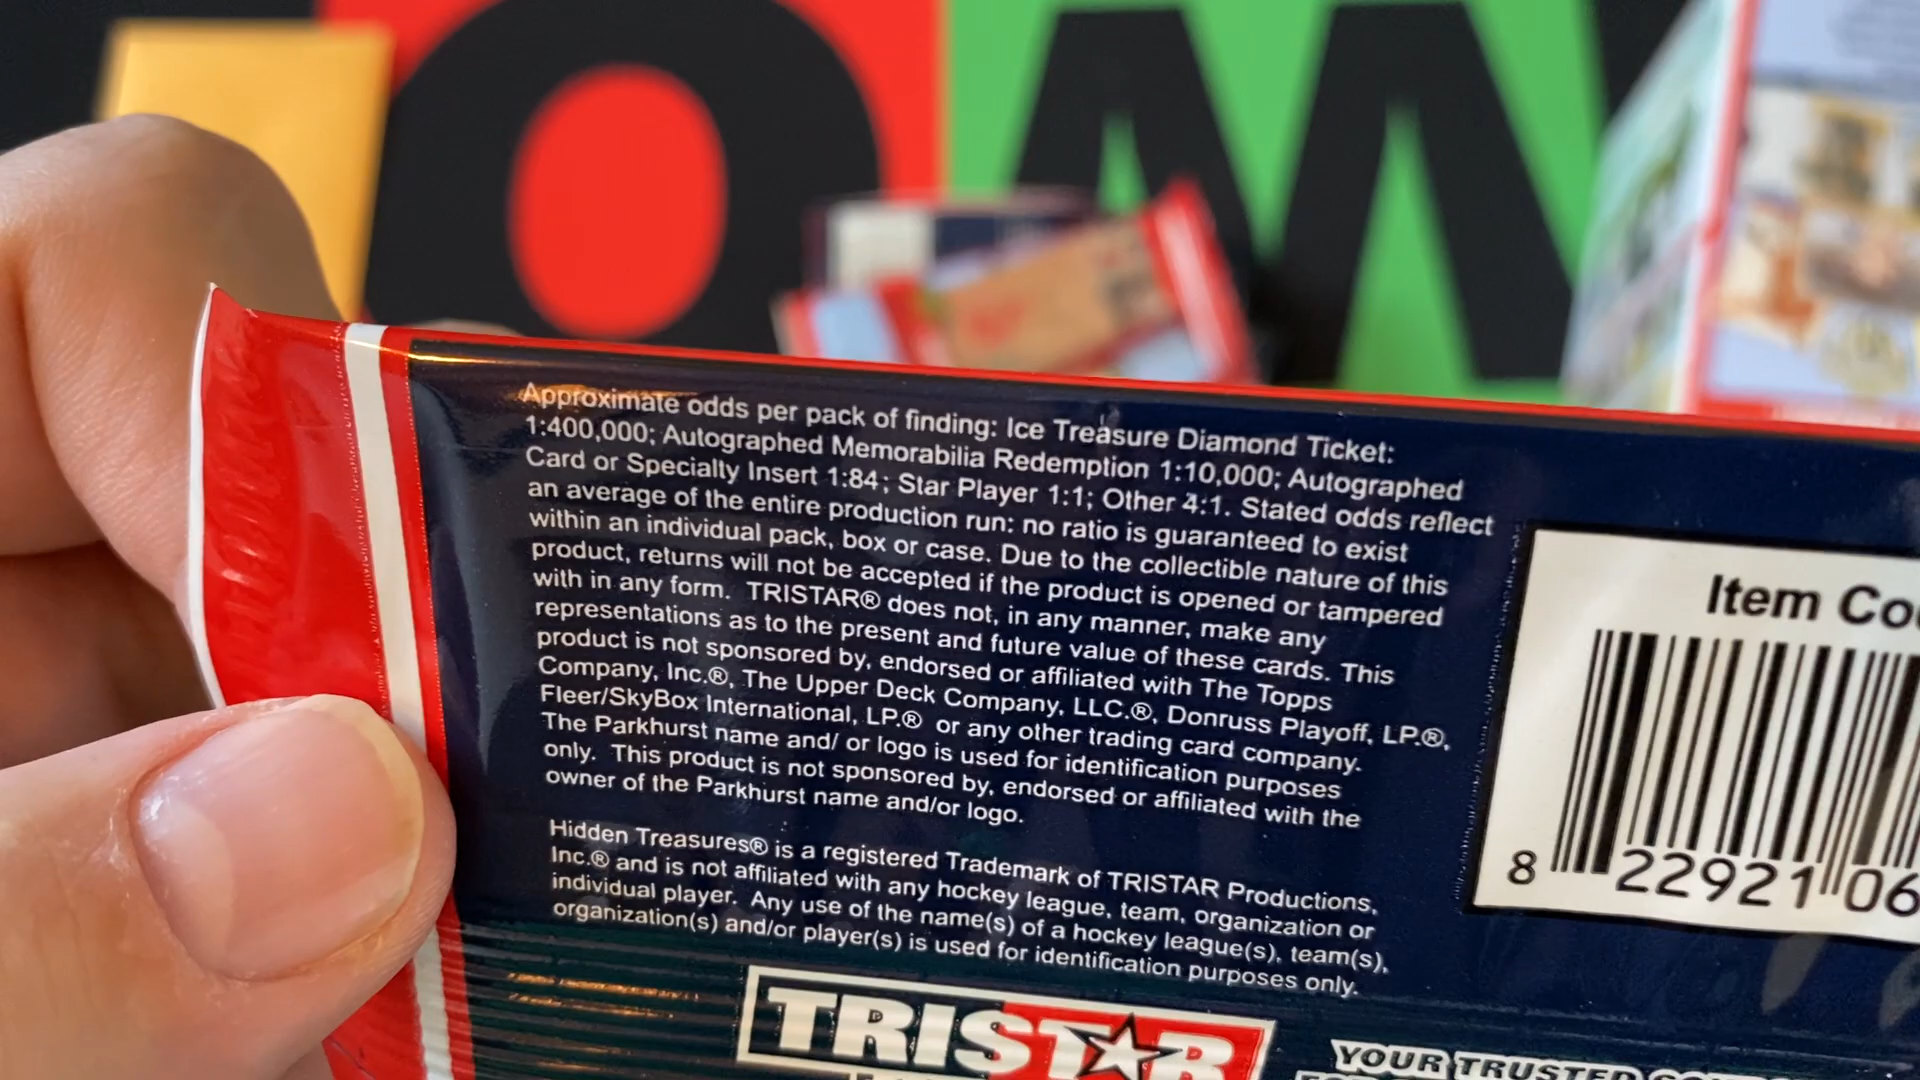 Approximate odds per pack of finding: Ice Treasure Diamond Ticket:
1:400,000; Autographed Memorabilia Redemption 1:10,000; Autographed
Card or Specialty Insert 1:84; Star Player 1:1; Other 4:1. Stated odds reflect
an average of the entire production run: no ratio is guaranteed to exist
within an individual pack, box or case. Due to the collectible nature of this
product, returns will not be accepted if the product is opened or tampered
with in any form. TRISTAR® does not, in any manner, make any
representations as to the present and future value of these cards. This
product is not sponsored by, endorsed or affiliated with The Topps
Company, Inc.®, The Upper Deck Company, LLC.®, Donruss Playoff, LP.®,
Fleer/SkyBox International, LP.® or any other trading card company.
The Parkhurst name and/ or logo is used for identification purposes
only. This product is not sponsored by, endorsed or affiliated with the
owner of the Parkhurst name and/or logo.
Hidden Treasures® is a registered Trademark of TRISTAR Productions,
Inc.® and is not affiliated with any hockey league, team, organization or
individual player. Any use of the name(s) of a hockey league(s), team(s),
organization(s) and/or player(s) is used for identification purposes only.
Item
8 22921 06
TRISTAR
YOUR TRUSTED